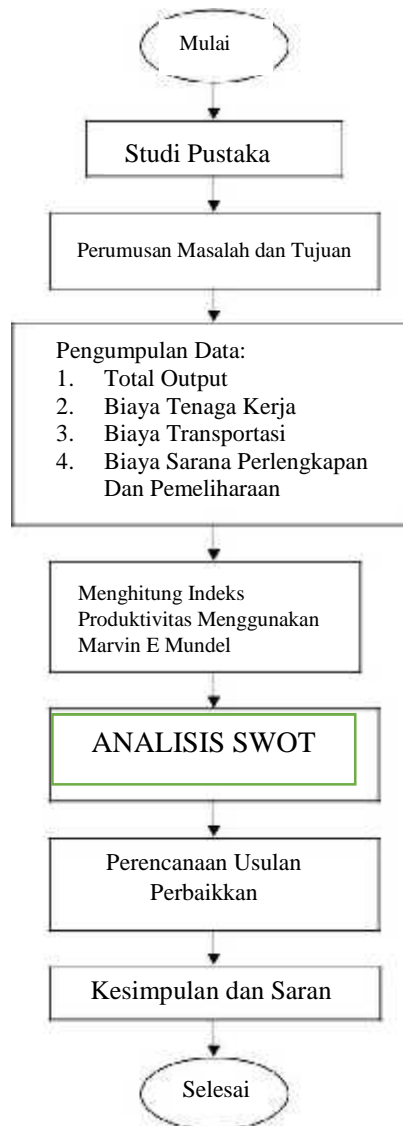 Mulai
Studi Pustaka
Perumusan Masalah dan Tujuan
Pengumpulan Data:
1. Total Output
2. Biaya Tenaga Kerja
3. Biaya Transportasi
4. Biaya Sarana Perlengkapan
Dan Pemeliharaan
Menghitung Indeks
Produktivitas Menggunakan
Marvin E Mundel
ANALISIS SWOT
Perencanaan Usulan
Perbaikkan
Kesimpulan dan Saran
Selesai